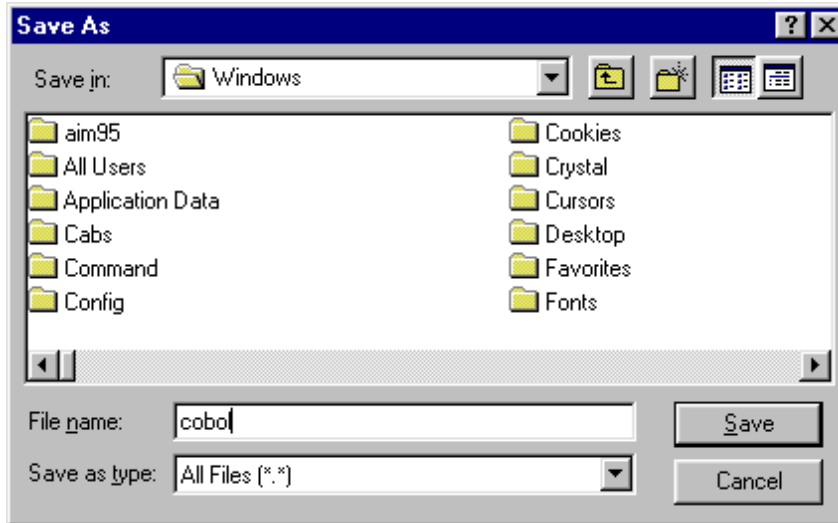 Save As
Save in: Windows
aim95 Cookies
All Users Crystal
Application Data Cursors
Cabs Desktop
Command Favorites
Config Fonts
File name: cobol Save
Save as type: All Files (*.*) Cancel